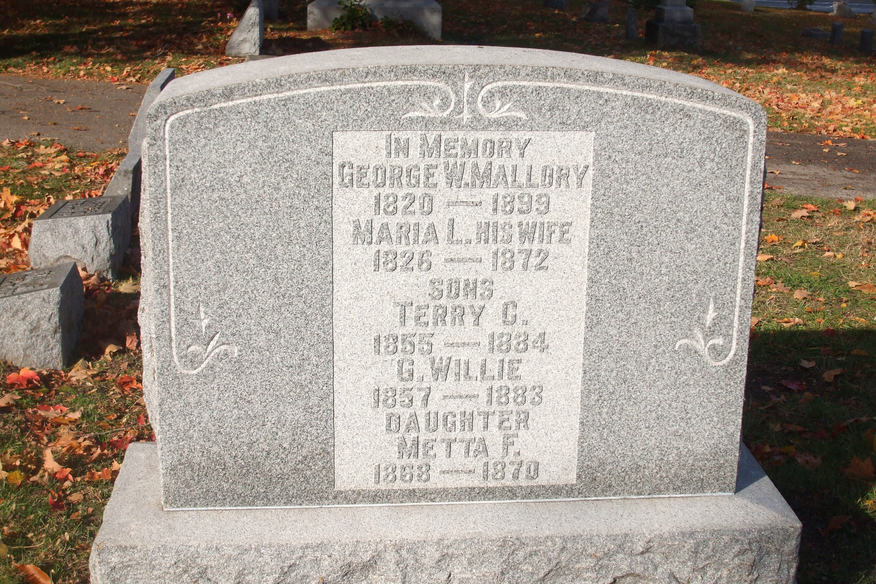 IN MEMORY
GEORGE W. MALLORY
1820 — 1899
MARIA L. HIS WIFE
1826 — 1872
SONS
TERRY C.
1855 — 1884
G. WILLIE
1857 — 1883
DAUGHTER
METTA F.
1868 — 1870